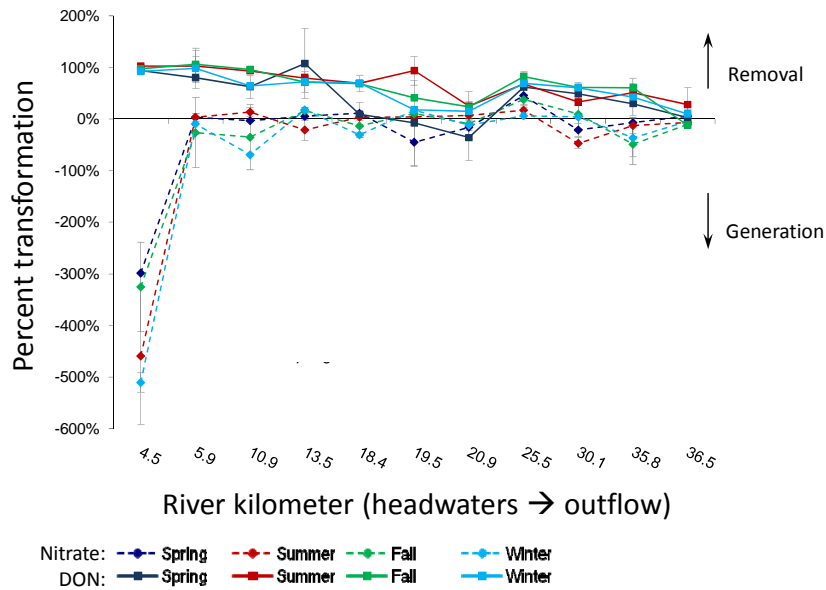 200%
100%
0%
-100%
-200%
-300%
-400%
-500%
-600%
Percent transformation
Removal
Generation
4.5 5.9 10.9 13.5 18.4 19.5 20.9 25.5 30.1 35.8 36.5
River kilometer (headwaters → outflow)
Nitrate: Spring Summer Fall Winter
DON: Spring Summer Fall Winter